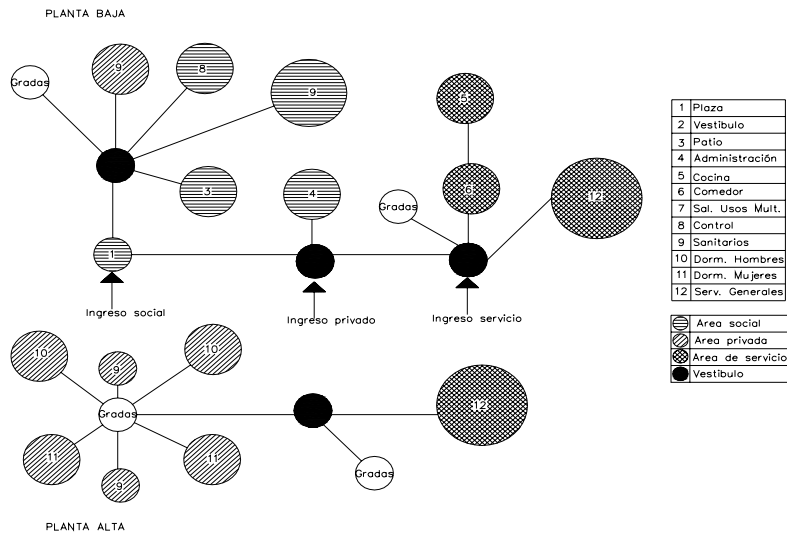 PLANTA BAJA
Gradas
9
8
9
3
4
Gradas
5
6
12
1
Ingreso social
Ingreso privado
Ingreso servicio
1 Plaza
2 Vestibulo
3 Patio
4 Administración
5 Cocina
6 Comedor
7 Sal. Usos Mult.
8 Control
9 Sanitarios
10 Dorm. Hombres
11 Dorm. Mujeres
12 Serv. Generales
Area social
Area privada
Area de servicio
Vestibulo
10
9
10
Gradas
12
11
9
11
Gradas
PLANTA ALTA